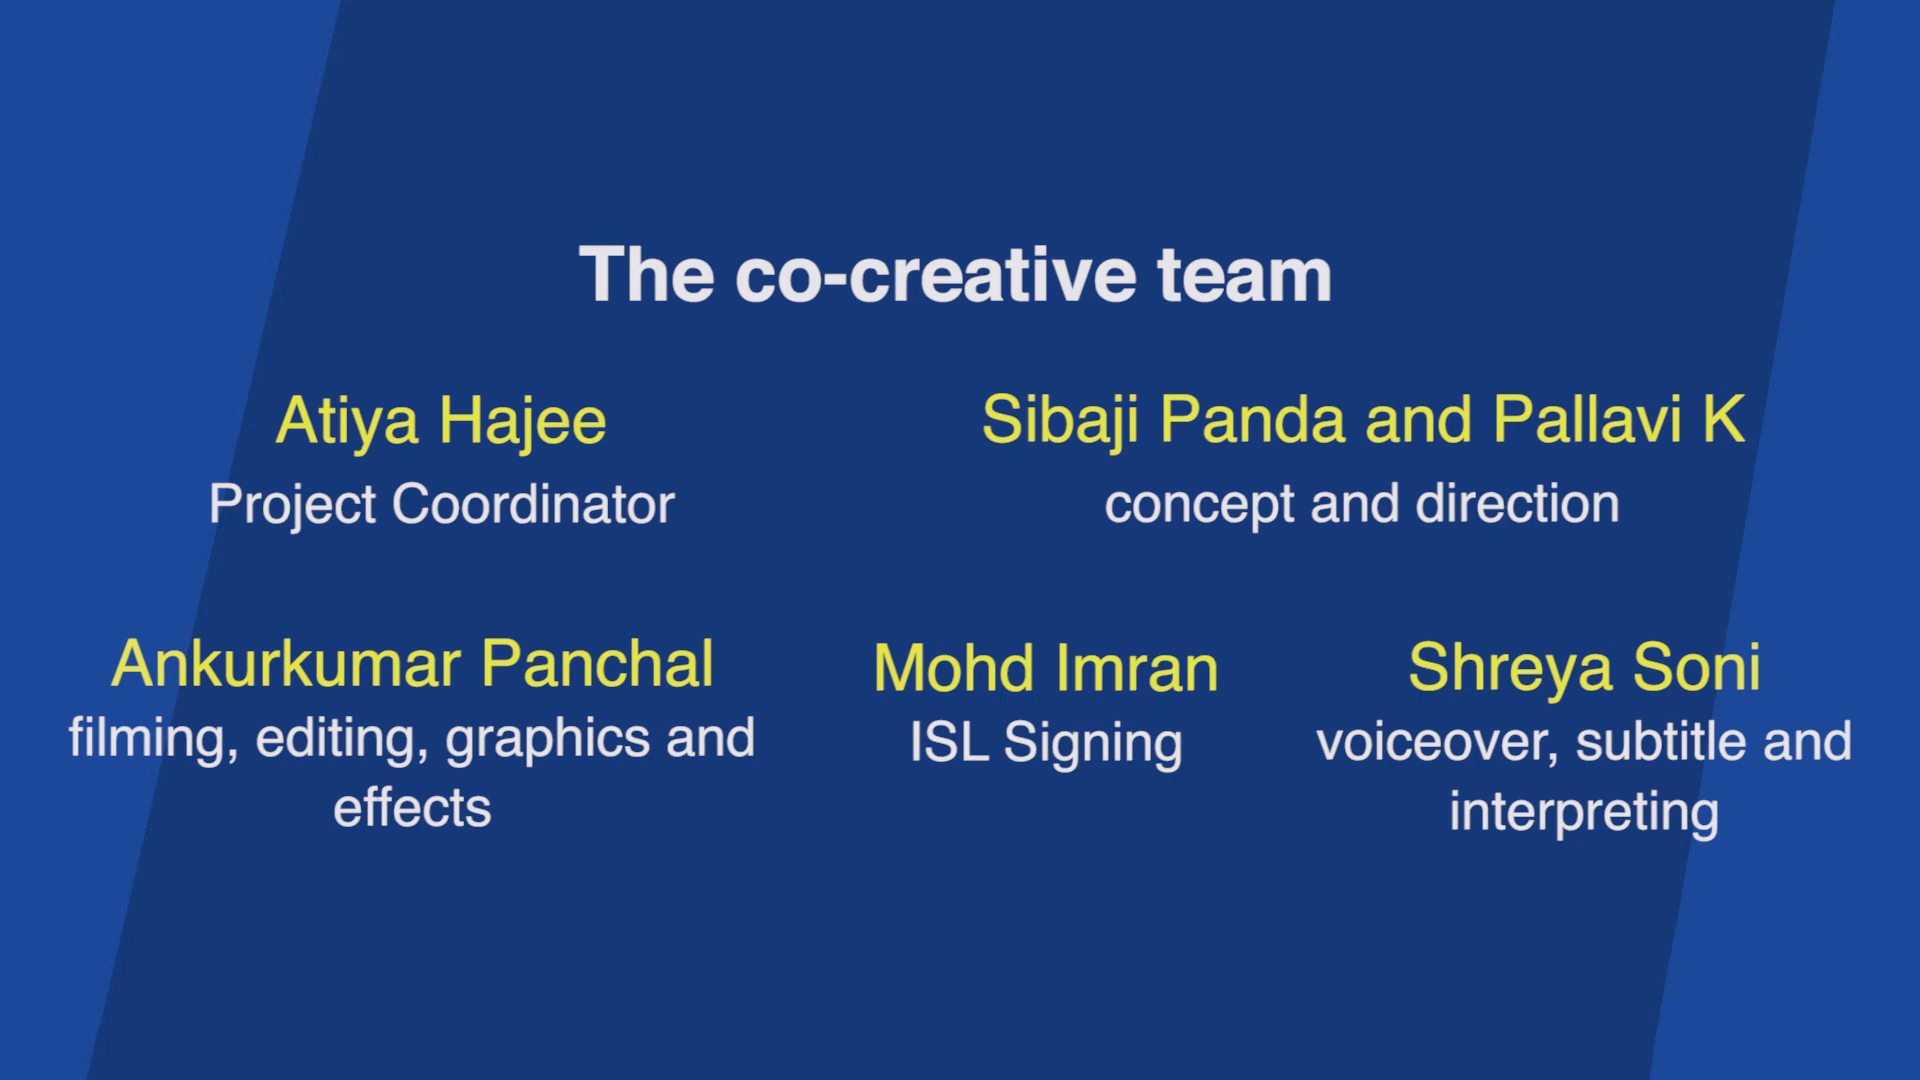 The co-creative team
Atiya Hajee
Project Coordinator
Sibaji Panda and Pallavi K
concept and direction
Ankurkumar Panchal
filming, editing, graphics and
effects
Mohd Imran
ISL Signing
Shreya Soni
voiceover, subtitle and
interpreting